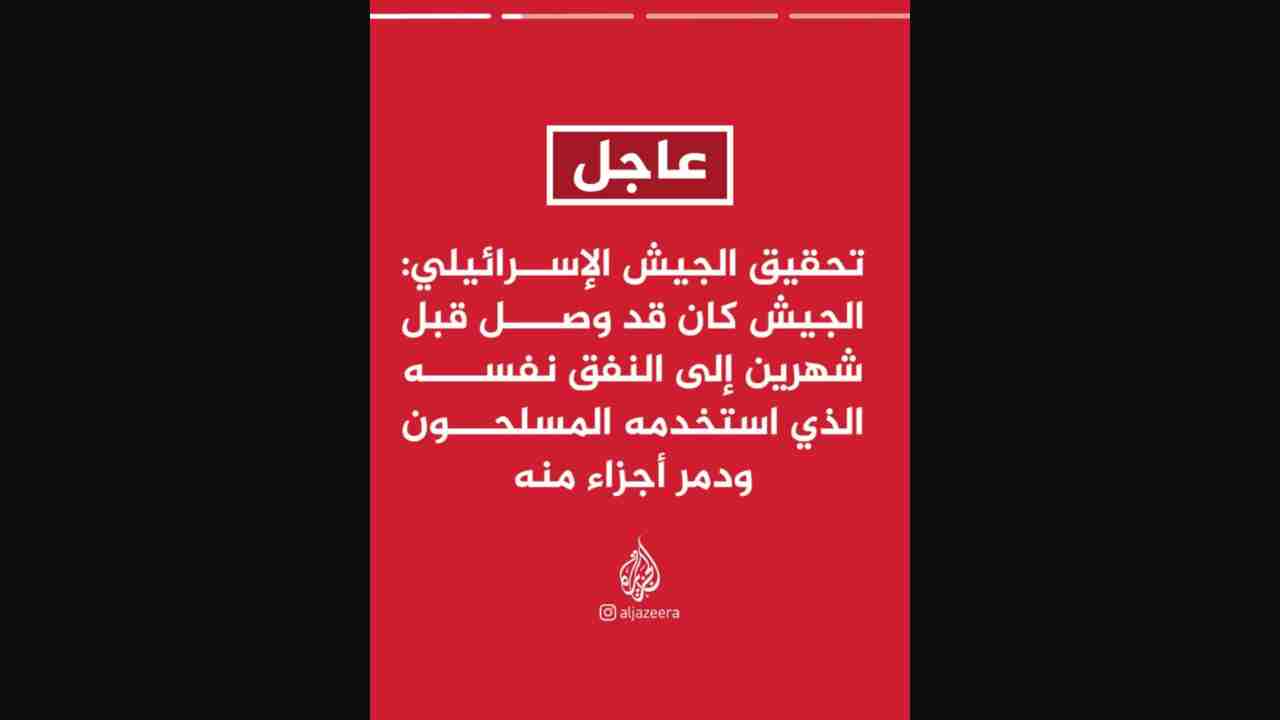 عاجل
تحقيق الجيش الإسرائيلي:
الجيش كان قد وصل قبل
شهرين إلى النفق نفسه
الذي استخدمه المسلحون
ودمر أجزاء منه
الجزيرة
aljazeera